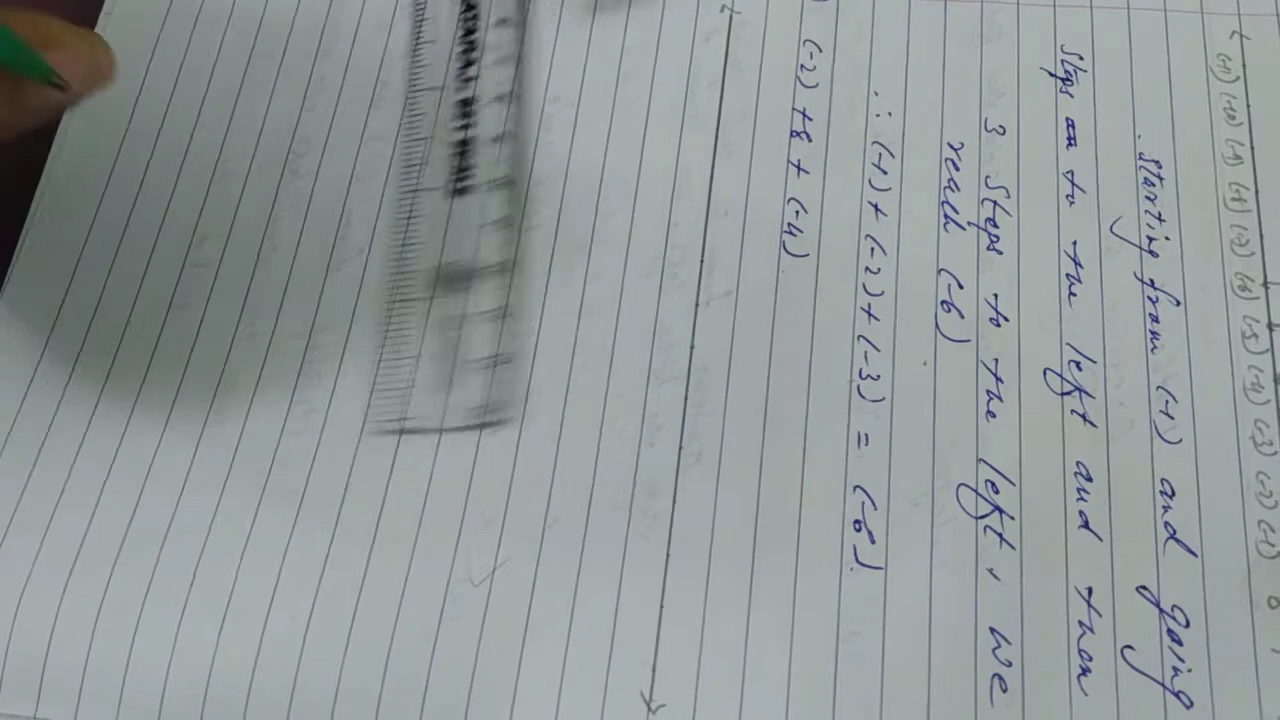 (-11) (-10) (-9) (-8) (-7) (-6) (-5) (-4) (-3) (-2) (-1) 0 1
Starting from (-1) and going
Steps an to the left and then
3 Steps to the left, we
reach (-6)
∴ (-1) + (-2) + (-3) = (-6).
(-2) + 8 + (-4)